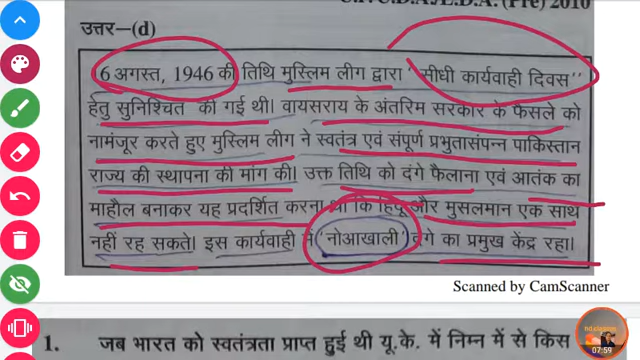 U.P.U.D.A./L.D.A. (Pre) 2010
उत्तर–(d)
6 अगस्त, 1946 की तिथि मुस्लिम लीग द्वारा 'सीधी कार्यवाही दिवस''
हेतु सुनिश्चित की गई थी। वायसराय के अंतरिम सरकार के फैसले को
नामंजूर करते हुए मुस्लिम लीग ने स्वतंत्र एवं संपूर्ण प्रभुतासंपन्न पाकिस्तान
राज्य की स्थापना की मांग की। उक्त तिथि को दंगे फैलाना एवं आतंक का
माहौल बनाकर यह प्रदर्शित करना था कि हिंदू और मुसलमान एक साथ
नहीं रह सकते। इस कार्यवाही में 'नोआखाली' दंगे का प्रमुख केंद्र रहा।
Scanned by CamScanner
1. जब भारत को स्वतंत्रता प्राप्त हुई थी यू.के. में निम्न में से किस
07:59